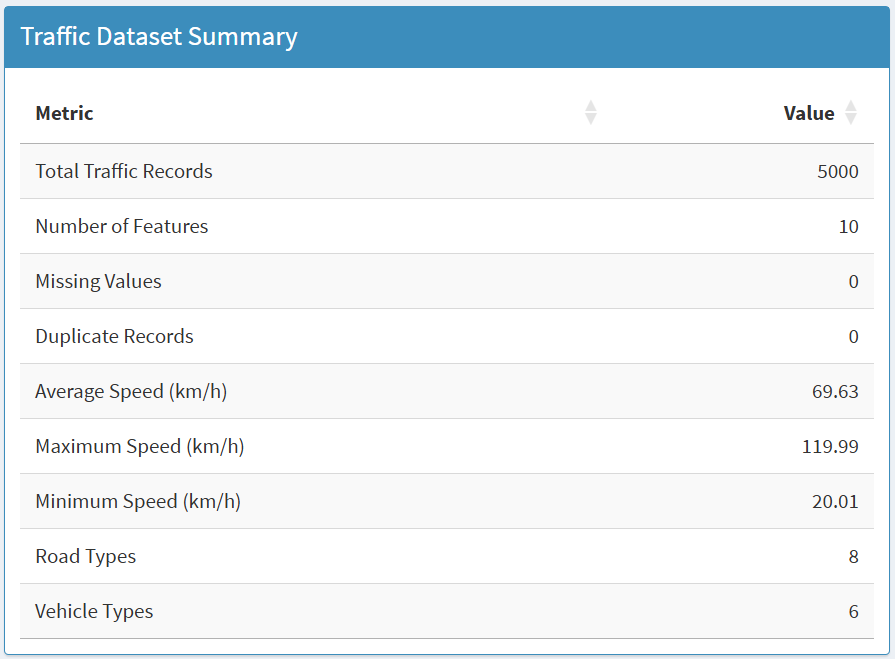 Traffic Dataset Summary
Metric Value
Total Traffic Records 5000
Number of Features 10
Missing Values 0
Duplicate Records 0
Average Speed (km/h) 69.63
Maximum Speed (km/h) 119.99
Minimum Speed (km/h) 20.01
Road Types 8
Vehicle Types 6